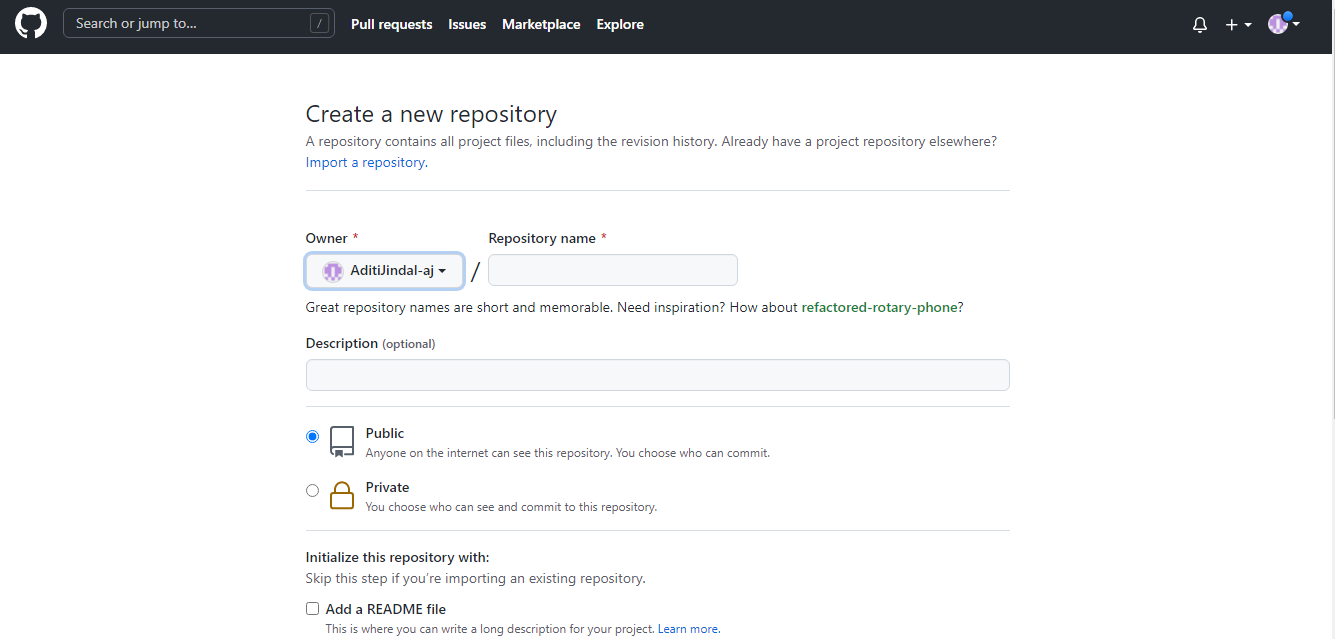 Search or jump to... / Pull requests Issues Marketplace Explore
Create a new repository
A repository contains all project files, including the revision history. Already have a project repository elsewhere?
Import a repository.
Owner * Repository name *
AditiJindal-aj /
Great repository names are short and memorable. Need inspiration? How about refactored-rotary-phone?
Description (optional)
Public
Anyone on the internet can see this repository. You choose who can commit.
Private
You choose who can see and commit to this repository.
Initialize this repository with:
Skip this step if you're importing an existing repository.
Add a README file
This is where you can write a long description for your project. Learn more.